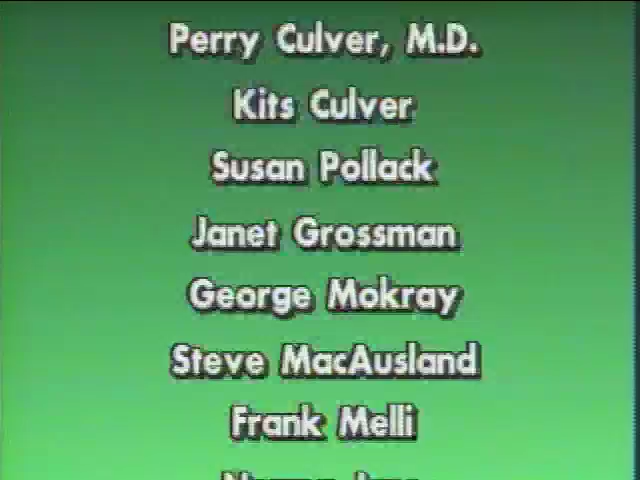 Perry Culver, M.D.
Kits Culver
Susan Pollack
Janet Grossman
George Mokray
Steve MacAusland
Frank Melli